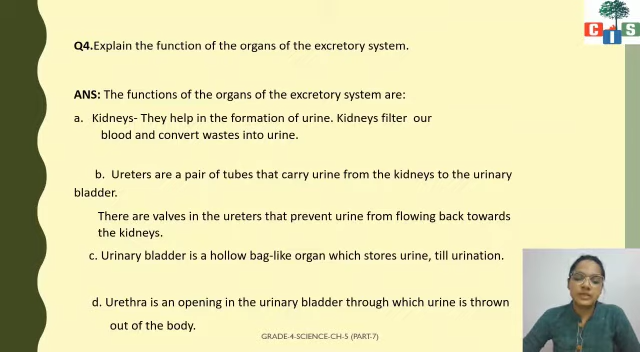 CIS
Q4.Explain the function of the organs of the excretory system.
ANS: The functions of the organs of the excretory system are:
a. Kidneys- They help in the formation of urine. Kidneys filter our
blood and convert wastes into urine.
b. Ureters are a pair of tubes that carry urine from the kidneys to the urinary
bladder.
There are valves in the ureters that prevent urine from flowing back towards
the kidneys.
c. Urinary bladder is a hollow bag-like organ which stores urine, till urination.
d. Urethra is an opening in the urinary bladder through which urine is thrown
out of the body.
GRADE-4-SCIENCE-CH-5 (PART-7)